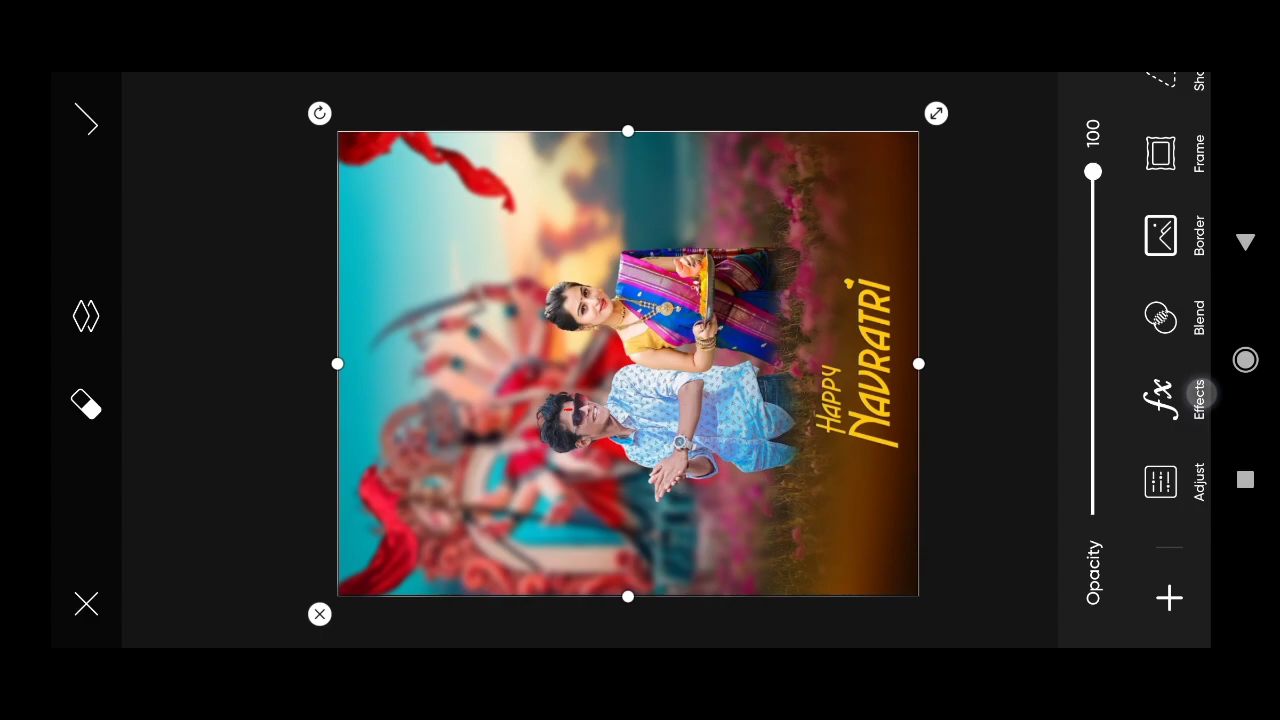 HAPPY
NAVRATRI
Opacity
100
Adjust
Effects
Blend
Border
Frame